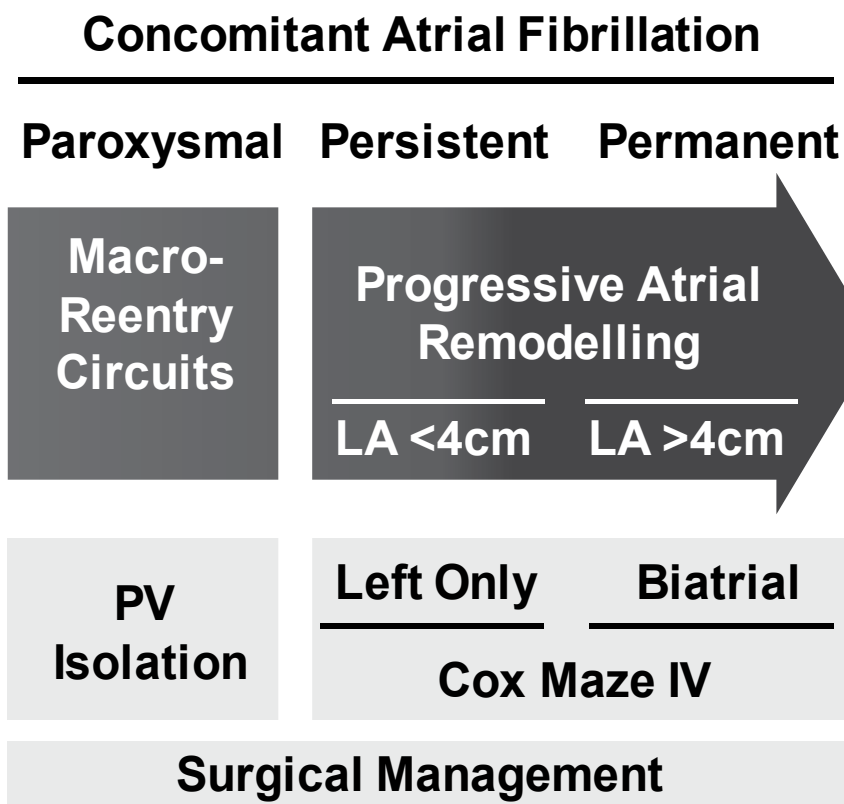 Concomitant Atrial Fibrillation
Paroxysmal Persistent Permanent
Macro-
Reentry
Circuits
Progressive Atrial
Remodelling
LA <4cm LA >4cm
PV
Isolation
Left Only Biatrial
Cox Maze IV
Surgical Management